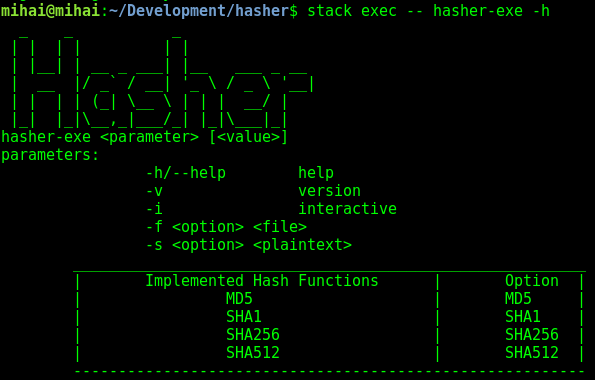 mihai@mihai:~/Development/hasher$ stack exec -- hasher-exe -h
Hasher
hasher-exe <parameter> [<value>]
parameters:
-h/--help help
-v version
-i interactive
-f <option> <file>
-s <option> <plaintext>
| Implemented Hash Functions | Option |
| MD5 | MD5 |
| SHA1 | SHA1 |
| SHA256 | SHA256 |
| SHA512 | SHA512 |